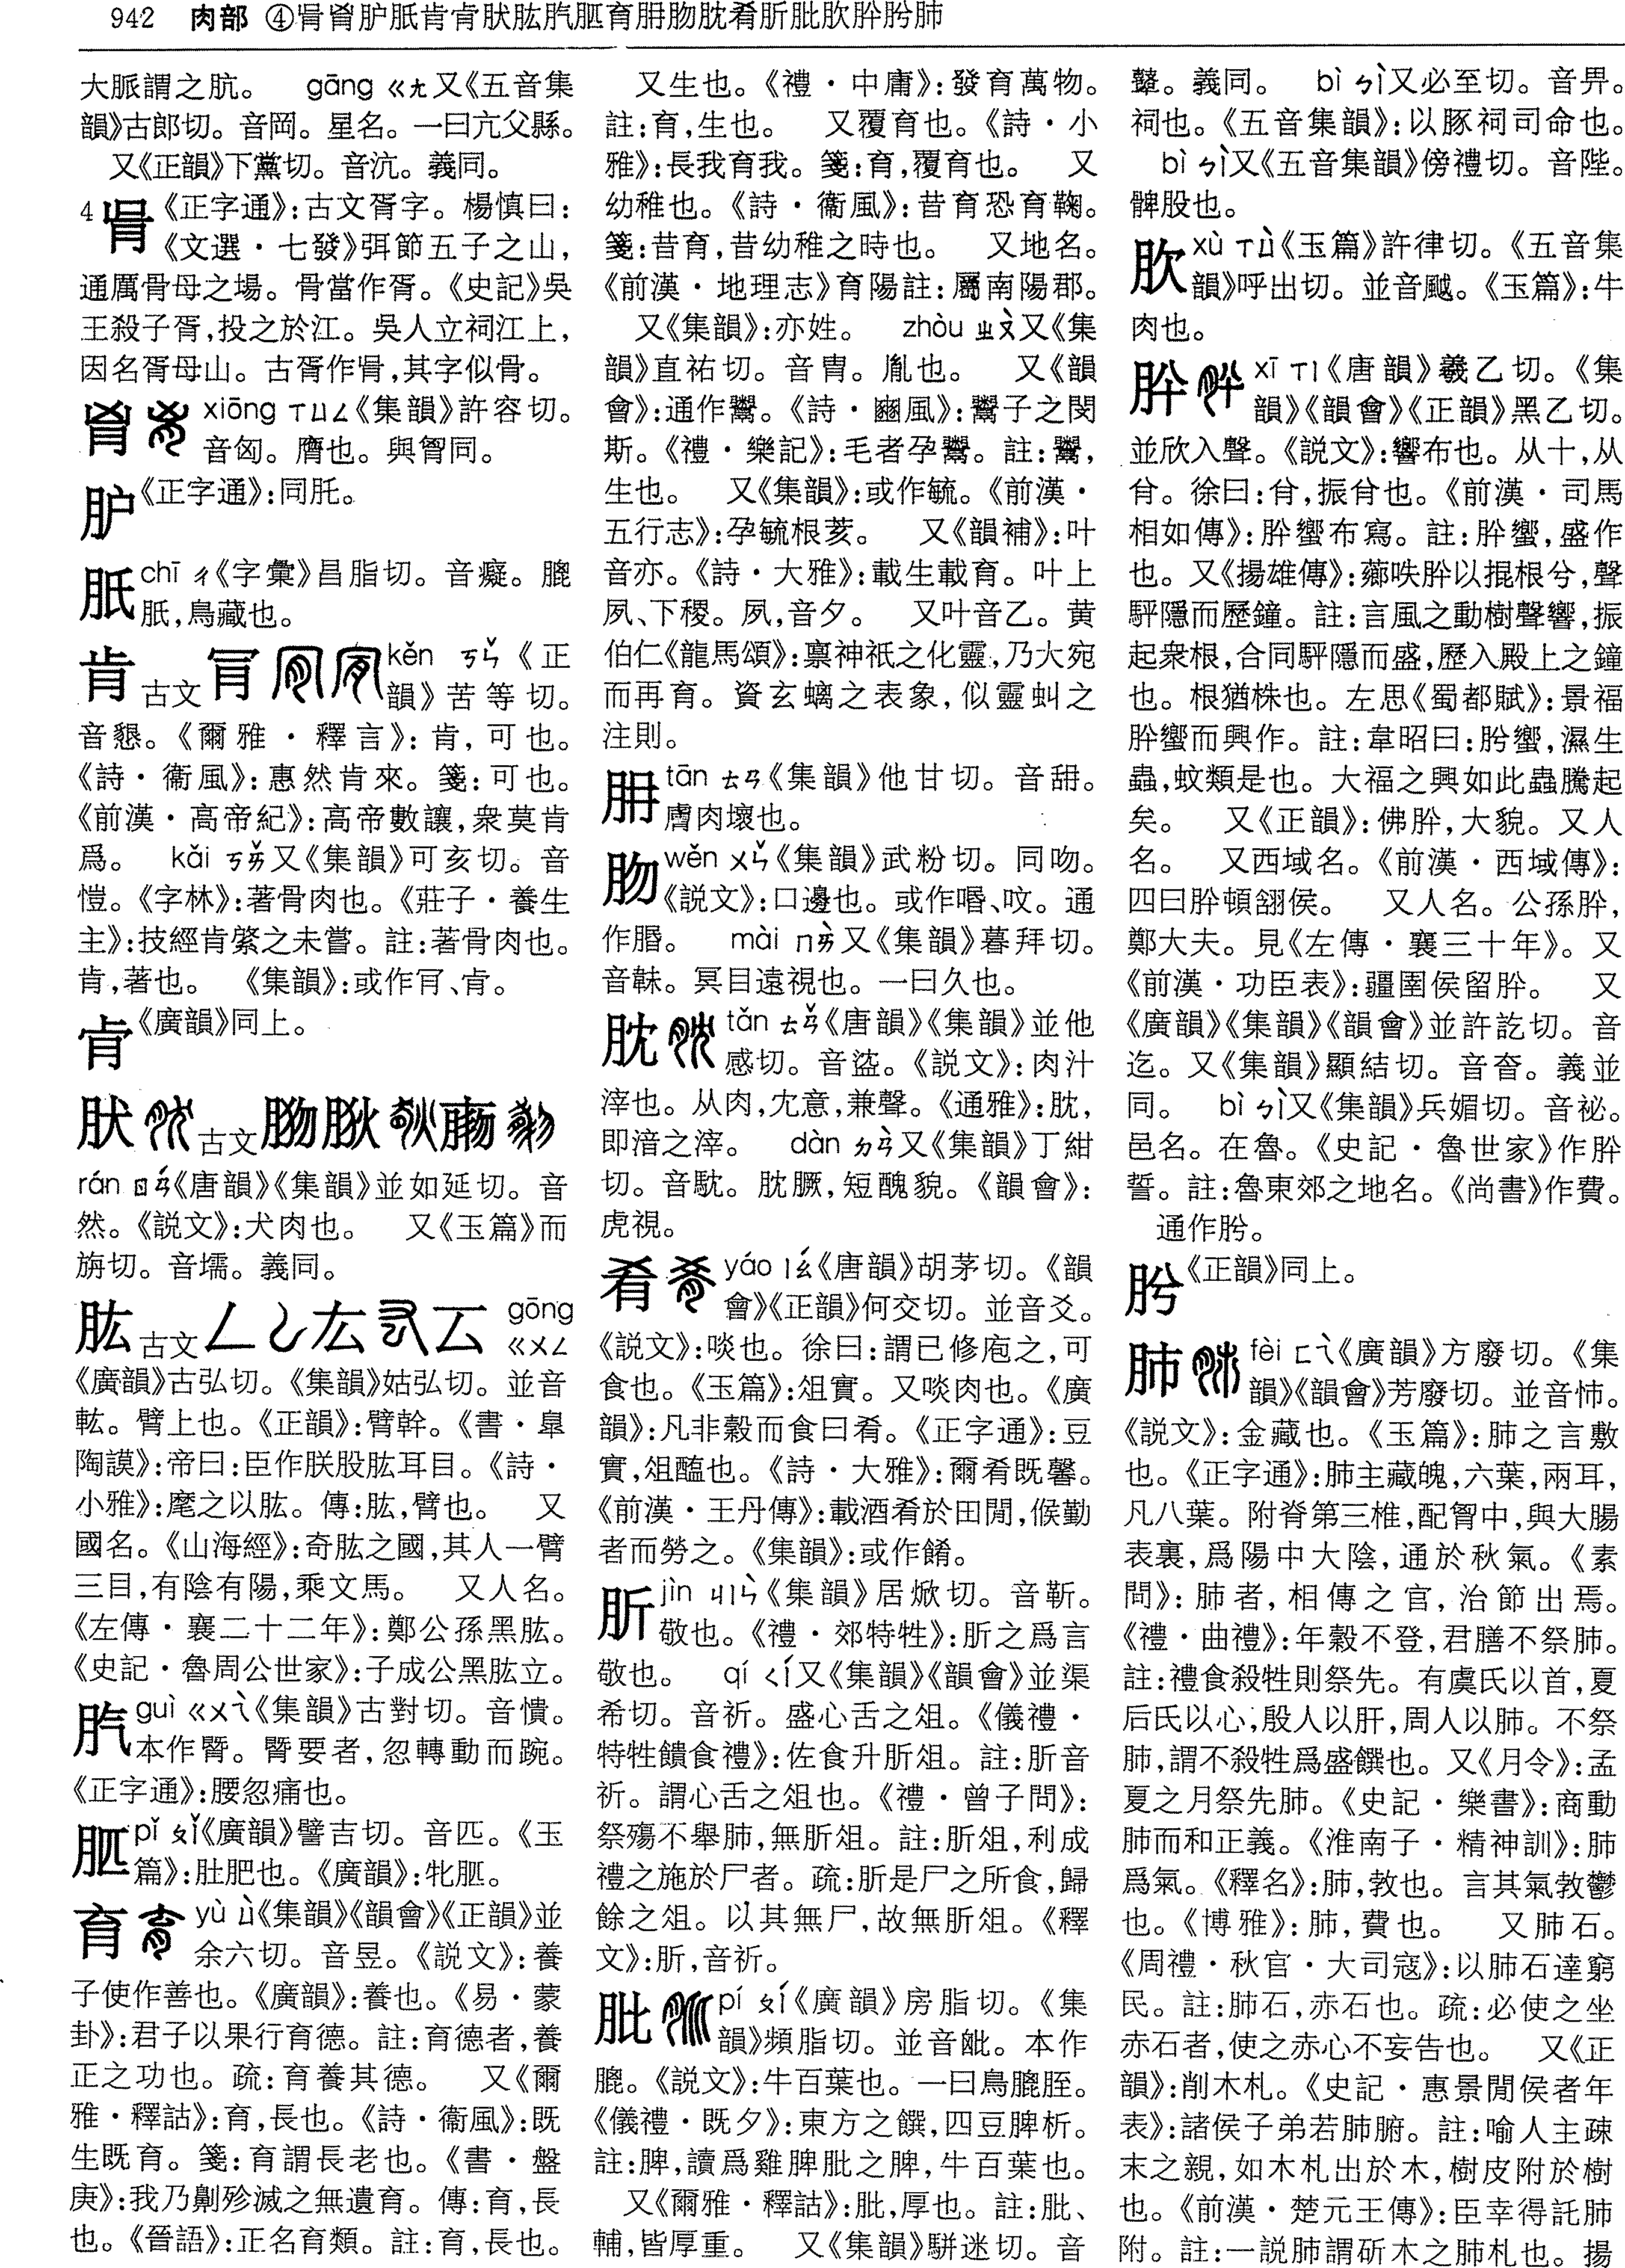 942 肉部 ④𦙄𦙶胪胝肯肎肰肱肹𦙂育胟肳肬肴肵肶肷肸肹肺
大脈謂之肮。 gāng ㄍㄤ又《五音集
韻》古郎切。音岡。星名。一曰亢父縣。
又《正韻》下黨切。音沆。義同。
4 《正字通》:古文胥字。楊慎曰:
《文選·七發》弭節五子之山,
通厲骨母之場。骨當作胥。《史記》吳
王殺子胥,投之於江。吳人立祠江上,
因名胥母山。古胥作,其字似骨。
xiōng ㄒㄩㄥ《集韻》許容切。
音匈。膺也。與胷同。
《正字通》:同肒。
chī ㄔ《字彙》昌脂切。音癡。膍
胝,鳥藏也。
肯 古文 kěn ㄎㄣˇ《正
韻》苦等切。
音懇。《爾雅·釋言》:肯,可也。
《詩·衞風》:惠然肯來。箋:可也。
《前漢·高帝紀》:高帝數讓,衆莫肯
爲。 kǎi ㄎㄞˇ又《集韻》可亥切。音
愷。《字林》:著骨肉也。《莊子·養生
主》:技經肯綮之未嘗。註:著骨肉也。
肯,著也。 《集韻》:或作肎、肻。
肻《廣韻》同上。
肰 古文
rán ㄖㄢˊ《唐韻》《集韻》並如延切。音
然。《説文》:犬肉也。 又《玉篇》而
旃切。音壖。義同。
肱 古文 厶 厷 gōng
ㄍㄨㄥ
《廣韻》古弘切。《集韻》姑弘切。並音
軚。臂上也。《正韻》:臂幹。《書·臯
陶謨》:帝曰:臣作朕股肱耳目。《詩·
小雅》:麾之以肱。傳:肱,臂也。 又
國名。《山海經》:奇肱之國,其人一臂
三目,有陰有陽,乘文馬。 又人名。
《左傳·襄二十二年》:鄭公孫黑肱。
《史記·魯周公世家》:子成公黑肱立。
guì ㄍㄨㄟˋ《集韻》古對切。音憒。
本作䐴。䐴要者,忽轉動而踠。
《正字通》:腰忽痛也。
pǐ ㄆㄧˇ《廣韻》譬吉切。音匹。《玉
篇》:肚肥也。《廣韻》:牝。
育 yù ㄩˋ《集韻》《韻會》《正韻》並
余六切。音昱。《説文》:養
子使作善也。《廣韻》:養也。《易·蒙
卦》:君子以果行育德。註:育德者,養
正之功也。疏:育養其德。 又《爾
雅·釋詁》:育,長也。《詩·衞風》:既
生既育。箋:育謂長老也。《書·盤
庚》:我乃劓殄滅之無遺育。傳:育,長
也。《晉語》:正名育類。註:育,長也。
又生也。《禮·中庸》:發育萬物。
註:育,生也。 又覆育也。《詩·小
雅》:長我育我。箋:育,覆育也。 又
幼稚也。《詩·衞風》:昔育恐育鞠。
箋:昔育,昔幼稚之時也。 又地名。
《前漢·地理志》育陽註:屬南陽郡。
又《集韻》:亦姓。 zhòu ㄓㄡˋ又《集
韻》直祐切。音胄。胤也。 又《韻
會》:通作鬻。《詩·豳風》:鬻子之閔
斯。《禮·樂記》:毛者孕鬻。註:鬻,
生也。 又《集韻》:或作毓。《前漢·
五行志》:孕毓根荄。 又《韻補》:叶
音亦。《詩·大雅》:載生載育。叶上
夙、下稷。夙,音夕。 又叶音乙。黄
伯仁《龍馬頌》:禀神祇之化靈,乃大宛
而再育。資玄螭之表象,似靈虯之
注則。
tān ㄊㄢ《集韻》他甘切。音舑。
膚肉壞也。
肳 wěn ㄨㄣˇ《集韻》武粉切。同吻。
《説文》:口邊也。或作㗃、呅。通
作脗。 mài ㄇㄞˋ又《集韻》暮拜切。
音韎。冥目遠視也。一曰久也。
肬 tǎn ㄊㄢˇ《唐韻》《集韻》並他
感切。音盜。《説文》:肉汁
滓也。从肉,冘意,兼聲。《通雅》:肬,
即湆之滓。 dàn ㄉㄢˋ又《集韻》丁紺
切。音馾。肬䐐,短醜貌。《韻會》:
虎視。
肴 yáo ㄧㄠˊ《唐韻》胡茅切。《韻
會》《正韻》何交切。並音爻。
《説文》:啖也。徐曰:謂已修庖之,可
食也。《玉篇》:俎實。又啖肉也。《廣
韻》:凡非穀而食曰肴。《正字通》:豆
實,俎醢也。《詩·大雅》:爾肴既馨。
《前漢·王丹傳》:載酒肴於田閒,候勤
者而勞之。《集韻》:或作餚。
肵 jìn ㄐㄧㄣˋ《集韻》居焮切。音靳。
敬也。《禮·郊特牲》:肵之爲言
敬也。 qí ㄑㄧˊ又《集韻》《韻會》並渠
希切。音祈。盛心舌之俎。《儀禮·
特牲饋食禮》:佐食升肵俎。註:肵音
祈。謂心舌之俎也。《禮·曾子問》:
祭殤不舉肺,無肵俎。註:肵俎,利成
禮之施於尸者。疏:肵是尸之所食,歸
餘之俎。以其無尸,故無肵俎。《釋
文》:肵,音祈。
肶 pí ㄆㄧˊ《廣韻》房脂切。《集
韻》頻脂切。並音毗。本作
膍。《説文》:牛百葉也。一曰鳥膍胵。
《儀禮·既夕》:東方之饌,四豆脾析。
註:脾,讀爲雞脾肶之脾,牛百葉也。
又《爾雅·釋詁》:肶,厚也。註:肶、
輔,皆厚重。 又《集韻》駢迷切。音
鼙。義同。 bì ㄅㄧˋ又必至切。音畀。
祠也。《五音集韻》:以豚祠司命也。
bì ㄅㄧˋ又《五音集韻》傍禮切。音陛。
髀股也。
肷 xù ㄒㄩˋ《玉篇》許律切。《五音集
韻》呼出切。並音颰。《玉篇》:牛
肉也。
肸 xī ㄒㄧ《唐韻》羲乙切。《集
韻》《韻會》《正韻》黑乙切。
並欣入聲。《説文》:響布也。从十,从
㕣。徐曰:㕣,振㕣也。《前漢·司馬
相如傳》:肸蠁布寫。註:肸蠁,盛作
也。又《揚雄傳》:薌呹肸以掍根兮,聲
駍隱而歷鐘。註:言風之動樹聲響,振
起衆根,合同駍隱而盛,歷入殿上之鐘
也。根猶株也。左思《蜀都賦》:景福
肸蠁而興作。註:韋昭曰:肹蠁,濕生
蟲,蚊類是也。大福之興如此蟲騰起
矣。 又《正韻》:佛肸,大貌。又人
名。 又西域名。《前漢·西域傳》:
四曰肸頓翖侯。 又人名。公孫肸,
鄭大夫。見《左傳·襄三十年》。又
《前漢·功臣表》:疆圉侯留肸。 又
《廣韻》《集韻》《韻會》並許訖切。音
迄。又《集韻》顯結切。音㚛。義並
同。 bì ㄅㄧˋ又《集韻》兵媚切。音祕。
邑名。在魯。《史記·魯世家》作肸
誓。註:魯東郊之地名。《尚書》作費。
通作肹。
肹《正韻》同上。
肺 fèi ㄈㄟˋ《廣韻》方廢切。《集
韻》《韻會》芳廢切。並音怖。
《説文》:金藏也。《玉篇》:肺之言敷
也。《正字通》:肺主藏魄,六葉,兩耳,
凡八葉。附脊第三椎,配胷中,與大腸
表裏,爲陽中大陰,通於秋氣。《素
問》:肺者,相傳之官,治節出焉。
《禮·曲禮》:年穀不登,君膳不祭肺。
註:禮食殺牲則祭先。有虞氏以首,夏
后氏以心,殷人以肝,周人以肺。不祭
肺,謂不殺牲爲盛饌也。又《月令》:孟
夏之月祭先肺。《史記·樂書》:商動
肺而和正義。《淮南子·精神訓》:肺
爲氣。《釋名》:肺,敦也。言其氣敦鬱
也。《博雅》:肺,費也。 又肺石。
《周禮·秋官·大司寇》:以肺石達窮
民。註:肺石,赤石也。疏:必使之坐
赤石者,使之赤心不妄告也。 又《正
韻》:削木札。《史記·惠景閒侯者年
表》:諸侯子弟若肺腑。註:喻人主疎
末之親,如木札出於木,樹皮附於樹
也。《前漢·楚元王傳》:臣幸得託肺
附。註:一説肺謂斫木之肺札也。揚